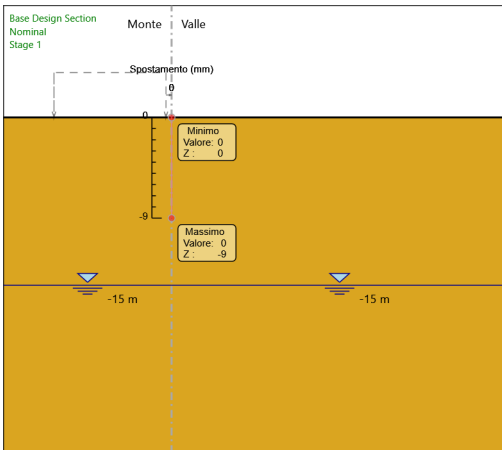 Base Design Section
Nominal
Stage 1
Monte Valle
Spostamento (mm)
0
0
Minimo
Valore: 0
Z : 0
-9
Massimo
Valore: 0
Z : -9
-15 m
-15 m